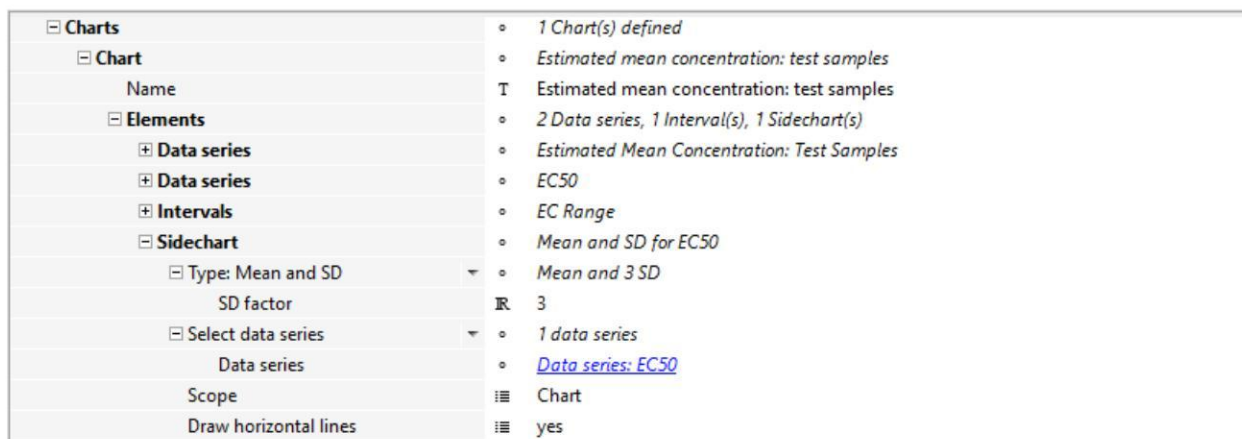 Charts 1 Chart(s) defined
Chart Estimated mean concentration: test samples
Name T Estimated mean concentration: test samples
Elements 2 Data series, 1 Interval(s), 1 Sidechart(s)
Data series Estimated Mean Concentration: Test Samples
Data series EC50
Intervals EC Range
Sidechart Mean and SD for EC50
Type: Mean and SD Mean and 3 SD
SD factor ℝ 3
Select data series 1 data series
Data series Data series: EC50
Scope Chart
Draw horizontal lines yes